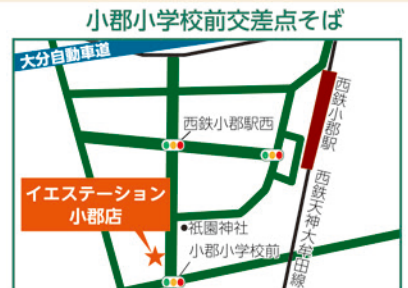 小郡小学校前交差点そば
大分自動車道
西鉄小郡駅西
西鉄小郡駅
イエステーション
小郡店
西鉄天神大牟田線
祇園神社
小郡小学校前